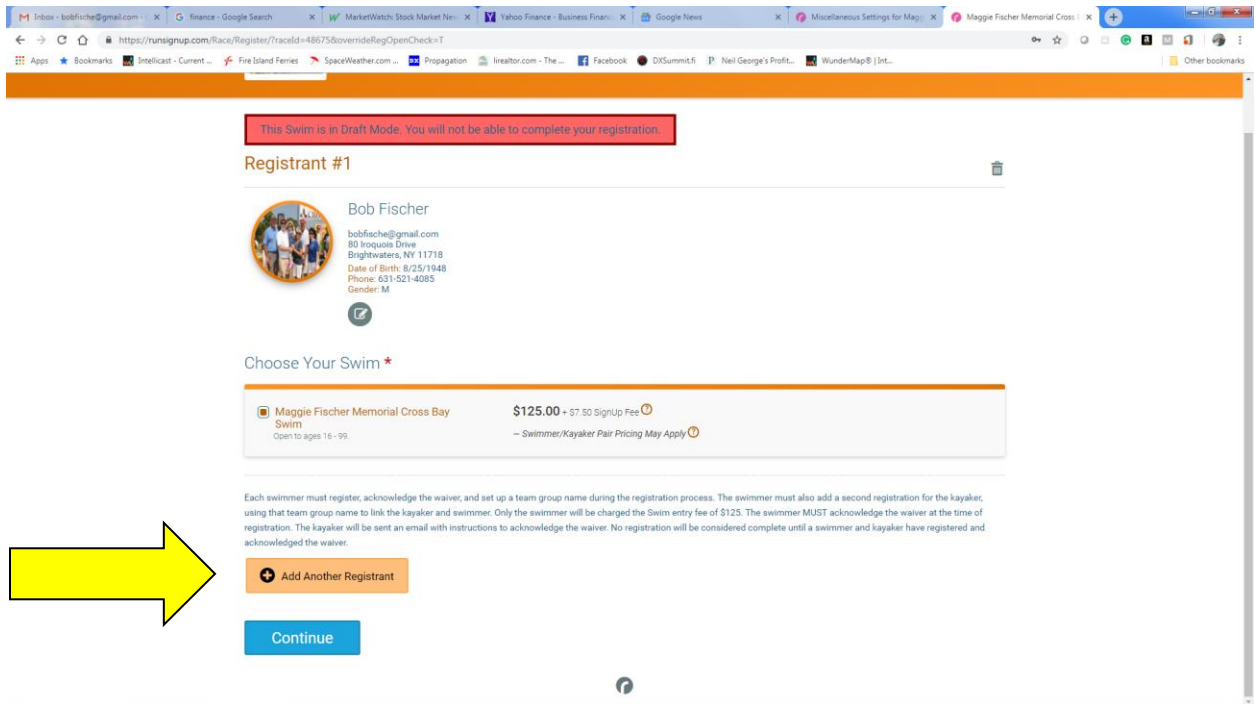 Inbox - bobfische@gmail.com
finance - Google Search
MarketWatch: Stock Market New
Yahoo Finance - Business Financ
Google News
Miscellaneous Settings for Magg
Maggie Fischer Memorial Cross
https://runsignup.com/Race/Register/?raceId=48675&overrideRegOpenCheck=T
Apps Bookmarks Intellicast - Current ... Fire Island Ferries SpaceWeather.com ... Propagation lirealtor.com - The ... Facebook DXSummit.fi Neil George's Profit... WunderMap® | Int... Other bookmarks
This Swim is in Draft Mode. You will not be able to complete your registration.
Registrant #1
Bob Fischer
bobfische@gmail.com
80 Iroquois Drive
Brightwaters, NY 11718
Date of Birth: 8/25/1948
Phone: 631-521-4085
Gender: M
Choose Your Swim *
Maggie Fischer Memorial Cross Bay
Swim
Open to ages 16 - 99.
$125.00 + $7.50 SignUp Fee
– Swimmer/Kayaker Pair Pricing May Apply
Each swimmer must register, acknowledge the waiver, and set up a team group name during the registration process. The swimmer must also add a second registration for the kayaker,
using that team group name to link the kayaker and swimmer. Only the swimmer will be charged the Swim entry fee of $125. The swimmer MUST acknowledge the waiver at the time of
registration. The kayaker will be sent an email with instructions to acknowledge the waiver. No registration will be considered complete until a swimmer and kayaker have registered and
acknowledged the waiver.
Add Another Registrant
Continue